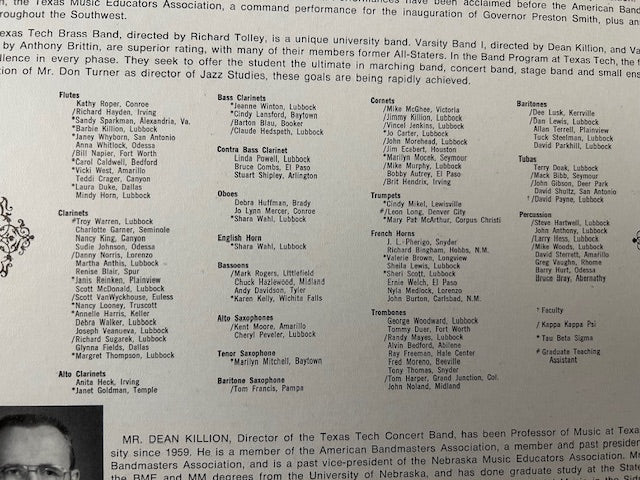 n, the Texas Music Educators Association, a command performance for the inauguration of Governor Preston Smith, plus an
roughout the Southwest.
exas Tech Brass Band, directed by Richard Tolley, is a unique university band. Varsity Band I, directed by Dean Killion, and Va
by Anthony Brittin, are superior rating, with many of their members former All-Staters. In the Band Program at Texas Tech, the f
llence in every phase. They seek to offer the student the ultimate in marching band, concert band, stage band and small ens
tion of Mr. Don Turner as director of Jazz Studies, these goals are being rapidly achieved.
Flutes
Kathy Roper, Conroe
/Richard Hayden, Irving
*Sandy Sparkman, Alexandria, Va.
*Barbie Killion, Lubbock
*Janey Whyborn, San Antonio
Anna Whitlock, Odessa
/Bill Napier, Fort Worth
*Carol Caldwell, Bedford
*Vicki West, Amarillo
Teddi Crager, Canyon
*Laura Duke, Dallas
Mindy Horn, Lubbock
Clarinets
*Troy Warren, Lubbock
Charlotte Garner, Seminole
Nancy King, Canyon
Sudie Johnson, Odessa
/Danny Norris, Lorenzo
Martha Anthis, Lubbock
Renise Blair, Spur
*Janis Reinken, Plainview
Scott McDonald, Lubbock
/Scott VanWyckhouse, Euless
*Nancy Looney, Truscott
*Annelle Harris, Keller
Debra Walker, Lubbock
Joseph Veanueva, Lubbock
/Richard Sugarek, Lubbock
Glynna Fields, Dallas
*Margret Thompson, Lubbock
Alto Clarinets
Anita Heck, Irving
*Janet Goldman, Temple
Bass Clarinets
*Jeanne Winton, Lubbock
*Cindy Lansford, Baytown
/Barton Blau, Booker
/Claude Hedspeth, Lubbock
Contra Bass Clarinet
Linda Powell, Lubbock
Bruce Combs, El Paso
Stuart Shipley, Arlington
Oboes
Debra Huffman, Brady
Jo Lynn Mercer, Conroe
*Shara Wahl, Lubbock
English Horn
*Shara Wahl, Lubbock
Bassoons
/Mark Rogers, Littlefield
Chuck Hazlewood, Midland
Andy Davidson, Tyler
*Karen Kelly, Wichita Falls
Alto Saxophones
/Kent Moore, Amarillo
Cheryl Peveler, Lubbock
Tenor Saxophone
*Marilyn Mitchell, Baytown
Baritone Saxophone
/Tom Francis, Pampa
Cornets
/Mike McGhee, Victoria
/Jimmy Killion, Lubbock
/Vincel Jenkins, Lubbock
*Jo Carter, Lubbock
/John Morehead, Lubbock
/Jim Ecabert, Houston
*Marilyn Mocek, Seymour
/Mike Murphy, Lubbock
Bobby Autrey, El Paso
/Brit Hendrix, Irving
Trumpets
*Cindy Mikel, Lewisville
#/Leon Long, Denver City
*Mary Pat McCraft, Corpus Christi
French Horns
J. L. Pherigo, Snyder
Richard Bingham, Hobbs, N.M.
*Valerie Brown, Longview
Sheila Lewis, Lubbock
*Sheri Scott, Lubbock
Ernie Welch, El Paso
Nyla Medlock, Lorenzo
John Burton, Carlsbad, N.M.
Trombones
George Woodward, Lubbock
Tommy Duer, Fort Worth
/Randy Mayes, Lubbock
Alvin Bedford, Abilene
Ray Freeman, Hale Center
Fred Moreno, Beeville
Tony Thomas, Snyder
/Tom Harper, Grand Junction, Col.
John Noland, Midland
Baritones
/Dee Lusk, Kerrville
/Dan Lewis, Lubbock
Allan Terrell, Plainview
Tuck Steelman, Lubbock
David Parkhill, Lubbock
Tubas
Terry Doak, Lubbock
/Mack Bibb, Seymour
/John Gibson, Deer Park
David Shultz, San Antonio
†/David Payne, Lubbock
Percussion
/Steve Hartwell, Lubbock
John Anthony, Lubbock
/Larry Hess, Lubbock
/Mike Woods, Lubbock
David Sterrett, Amarillo
Greg Vaughn, Rhome
Barry Hurt, Odessa
/Bruce Bray, Abernathy
† Faculty
/ Kappa Kappa Psi
* Tau Beta Sigma
# Graduate Teaching
Assistant
MR. DEAN KILLION, Director of the Texas Tech Concert Band, has been Professor of Music at Texa
sity since 1959. He is a member of the American Bandmasters Association, a member and past presiden
Bandmasters Association, and is a past vice-president of the Nebraska Music Educators Association. Mr
the BME and MM degrees from the University of Nebraska, and has done graduate study at the State